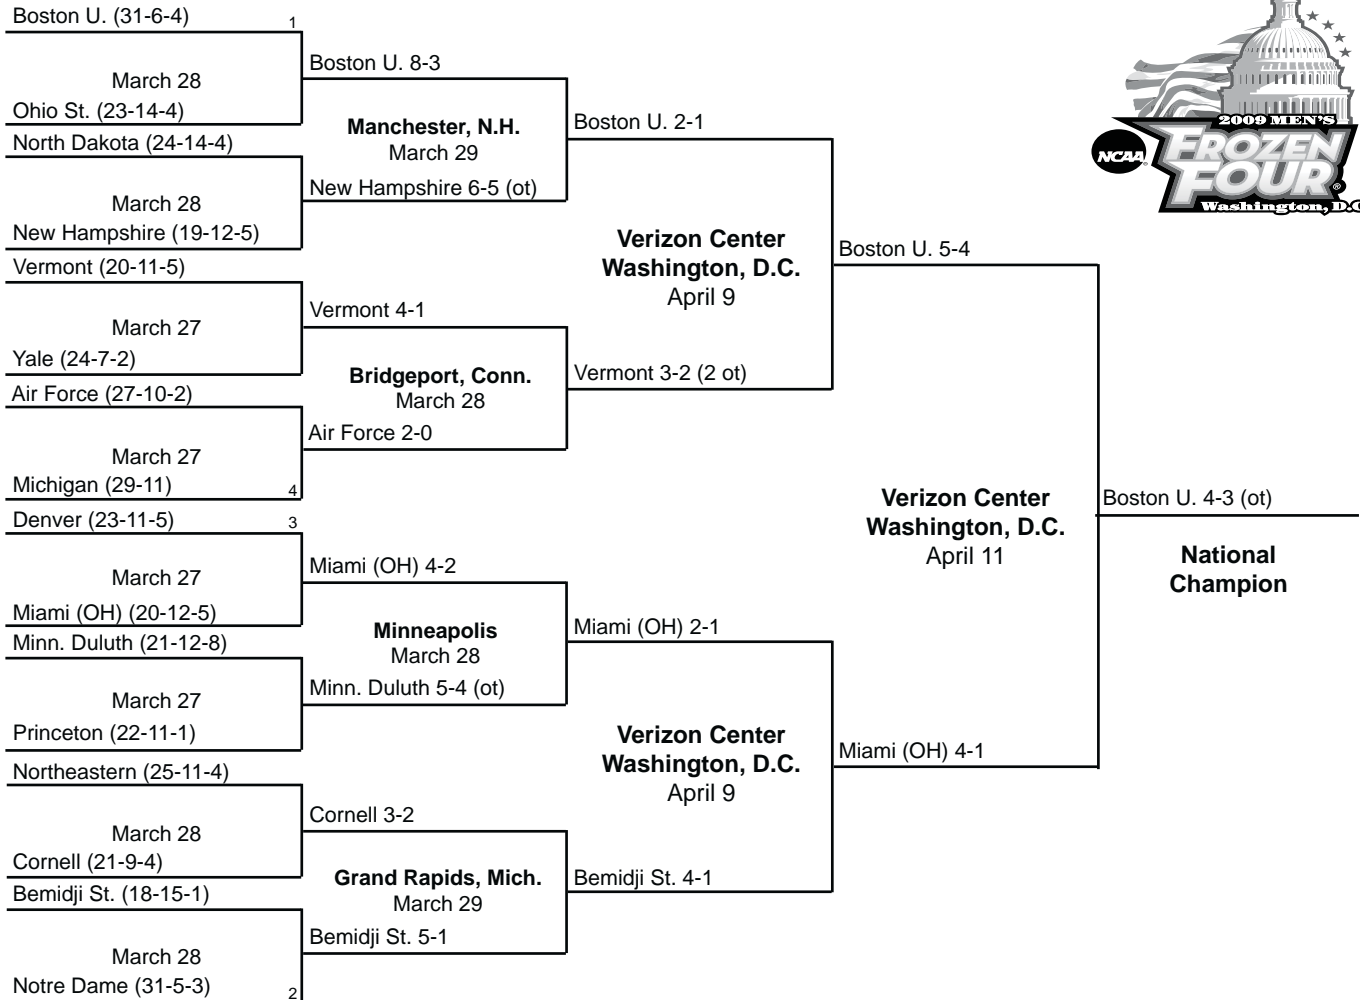 Boston U. (31-6-4)
1
March 28
Ohio St. (23-14-4)
North Dakota (24-14-4)
March 28
New Hampshire (19-12-5)
Vermont (20-11-5)
March 27
Yale (24-7-2)
Air Force (27-10-2)
March 27
Michigan (29-11)
4
Denver (23-11-5)
3
March 27
Miami (OH) (20-12-5)
Minn. Duluth (21-12-8)
March 27
Princeton (22-11-1)
Northeastern (25-11-4)
March 28
Cornell (21-9-4)
Bemidji St. (18-15-1)
March 28
Notre Dame (31-5-3)
2
Boston U. 8-3
Manchester, N.H.
March 29
New Hampshire 6-5 (ot)
Vermont 4-1
Bridgeport, Conn.
March 28
Air Force 2-0
Miami (OH) 4-2
Minneapolis
March 28
Minn. Duluth 5-4 (ot)
Cornell 3-2
Grand Rapids, Mich.
March 29
Bemidji St. 5-1
Boston U. 2-1
Verizon Center
Washington, D.C.
April 9
Vermont 3-2 (2 ot)
Miami (OH) 2-1
Verizon Center
Washington, D.C.
April 9
Bemidji St. 4-1
Boston U. 5-4
Verizon Center
Washington, D.C.
April 11
Miami (OH) 4-1
Boston U. 4-3 (ot)
National
Champion
2009 MEN'S
NCAA
FROZEN
FOUR®
Washington, D.C